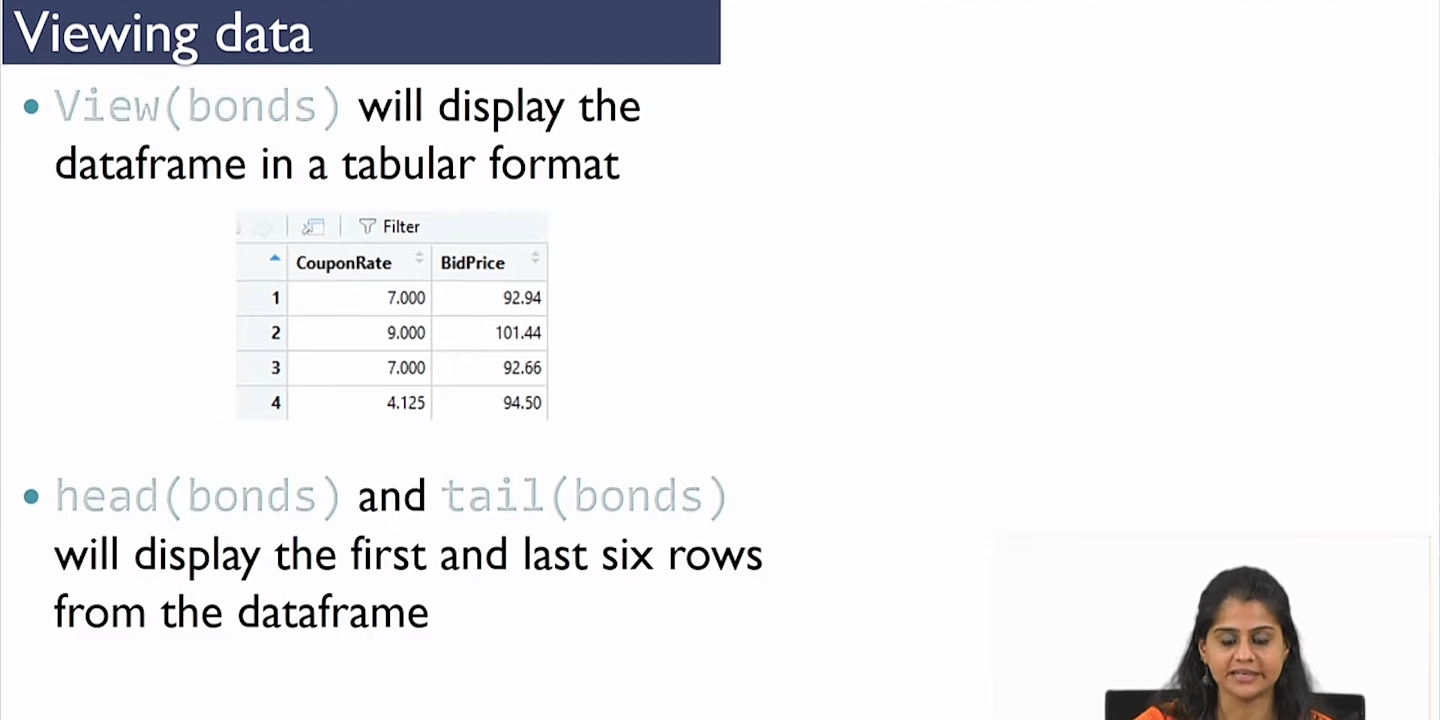 Viewing data
• View(bonds) will display the
dataframe in a tabular format
Filter
CouponRate BidPrice
1 7.000 92.94
2 9.000 101.44
3 7.000 92.66
4 4.125 94.50
• head(bonds) and tail(bonds)
will display the first and last six rows
from the dataframe